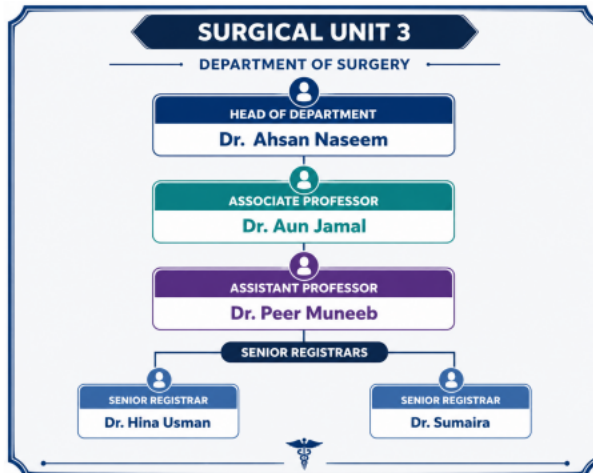 SURGICAL UNIT 3
DEPARTMENT OF SURGERY
HEAD OF DEPARTMENT
Dr. Ahsan Naseem
ASSOCIATE PROFESSOR
Dr. Aun Jamal
ASSISTANT PROFESSOR
Dr. Peer Muneeb
SENIOR REGISTRARS
SENIOR REGISTRAR
Dr. Hina Usman
SENIOR REGISTRAR
Dr. Sumaira